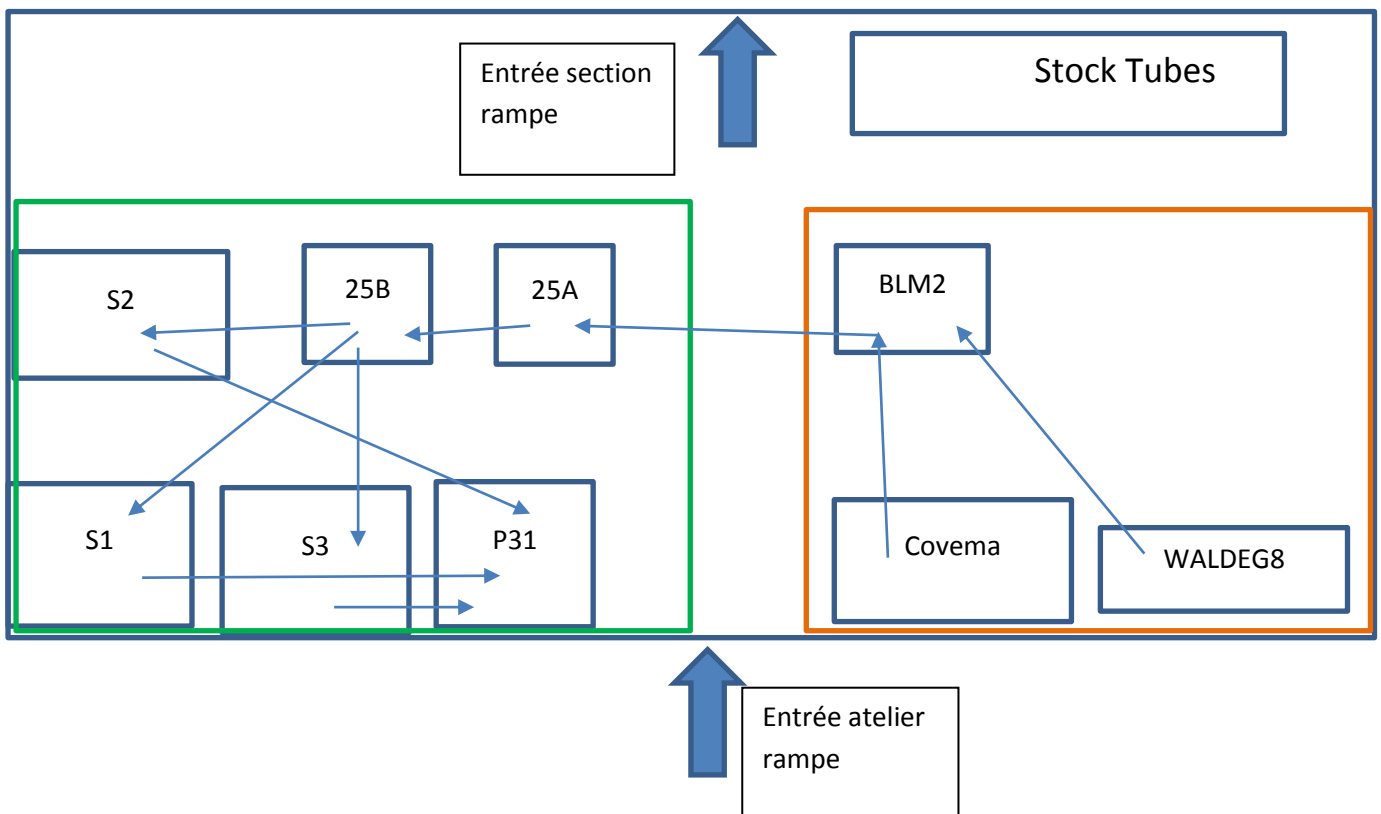 Entrée section
rampe
Stock Tubes
S2
25B
25A
BLM2
S1
S3
P31
Covema
WALDEG8
Entrée atelier
rampe